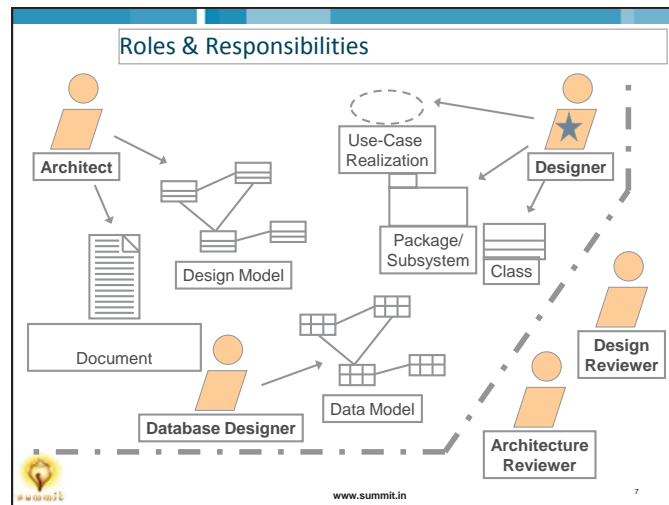 Roles & Responsibilities
Architect
Use-Case
Realization
Designer
Design Model
Package/
Subsystem
Class
Document
Database Designer
Data Model
Design
Reviewer
Architecture
Reviewer
summit
www.summit.in
7